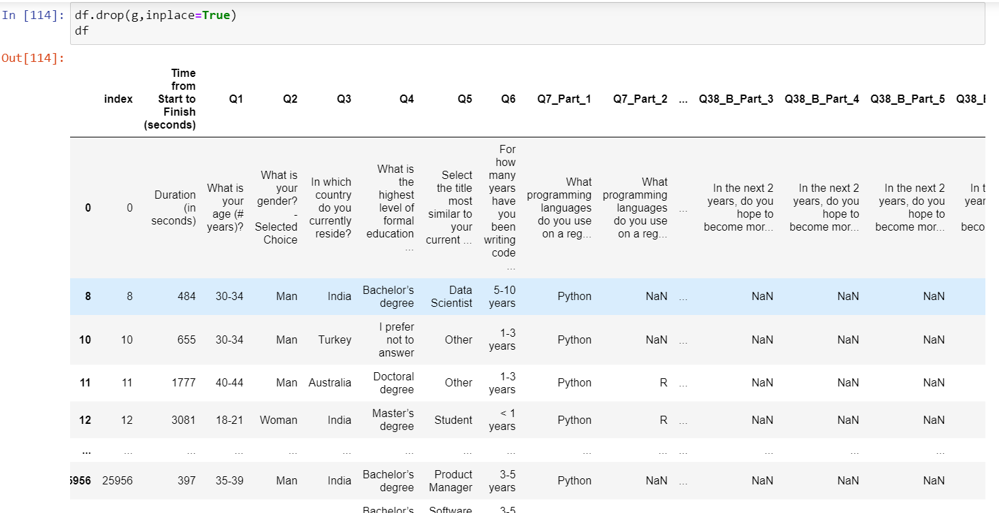 In [114]: df.drop(g,inplace=True)
df
Out[114]:
index Time from Start to Finish (seconds) Q1 Q2 Q3 Q4 Q5 Q6 Q7_Part_1 Q7_Part_2 ... Q38_B_Part_3 Q38_B_Part_4 Q38_B_Part_5 Q38_B
0 0 Duration (in seconds) What is your age (# years)? What is your gender? - Selected Choice In which country do you currently reside? What is the highest level of formal education ... Select the title most similar to your current ... For how many years have you been writing code ... What programming languages do you use on a reg... What programming languages do you use on a reg... ... In the next 2 years, do you hope to become mor... In the next 2 years, do you hope to become mor... In the next 2 years, do you hope to become mor...
8 8 484 30-34 Man India Bachelor’s degree Data Scientist 5-10 years Python NaN ... NaN NaN NaN
10 10 655 30-34 Man Turkey I prefer not to answer Other 1-3 years Python NaN ... NaN NaN NaN
11 11 1777 40-44 Man Australia Doctoral degree Other 1-3 years Python R ... NaN NaN NaN
12 12 3081 18-21 Woman India Master’s degree Student < 1 years Python R ... NaN NaN NaN
... ... ... ... ... ... ... ... ... ... ... ... ... ... ...
5956 25956 397 35-39 Man India Bachelor’s degree Product Manager 3-5 years Python NaN ... NaN NaN NaN
Bachelor’s Software 3-5